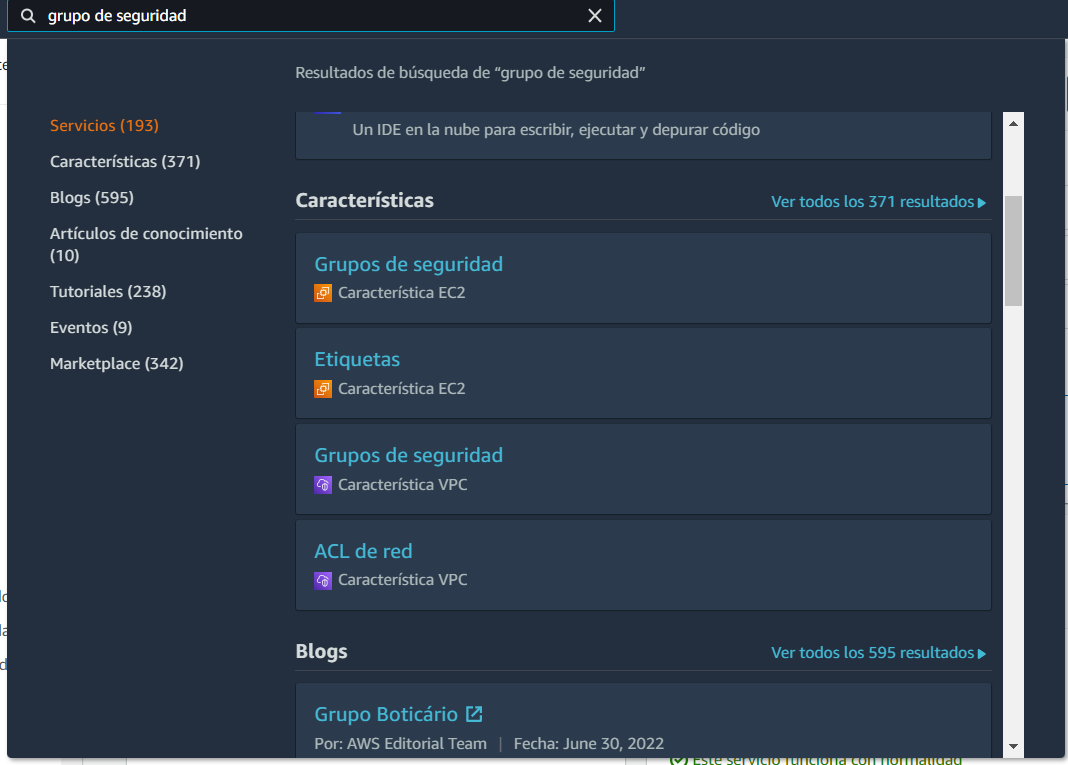 grupo de seguridad
Resultados de búsqueda de “grupo de seguridad”
Servicios (193)
Características (371)
Blogs (595)
Artículos de conocimiento
(10)
Tutoriales (238)
Eventos (9)
Marketplace (342)
Un IDE en la nube para escribir, ejecutar y depurar código
Características
Ver todos los 371 resultados
Grupos de seguridad
Característica EC2
Etiquetas
Característica EC2
Grupos de seguridad
Característica VPC
ACL de red
Característica VPC
Blogs
Ver todos los 595 resultados
Grupo Boticário
Por: AWS Editorial Team | Fecha: June 30, 2022
Este servicio funciona con normalidad